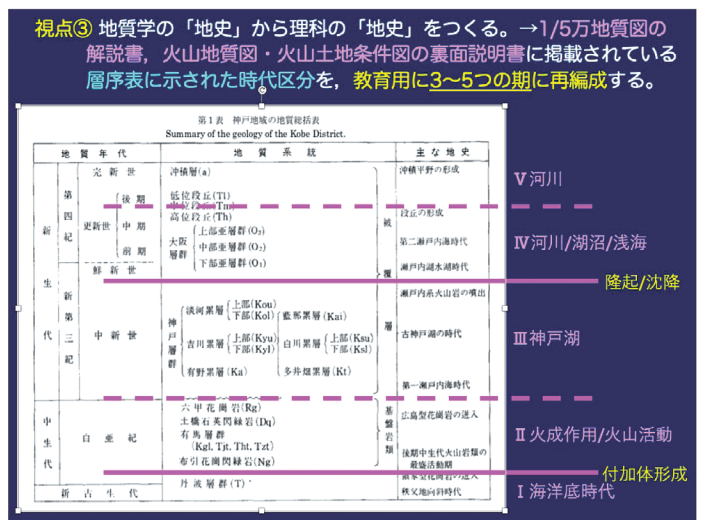 視点③ 地質学の「地史」から理科の「地史」をつくる。→1/5万地質図の
解説書，火山地質図・火山土地条件図の裏面説明書に掲載されている
層序表に示された時代区分を，教育用に3〜5つの期に再編成する。
第1表 神戸地域の地質総括表
Summary of the geology of the Kobe District.
地質年代 地質系統 主な地史
新生代
第四紀
完新世 沖積層(a) 沖積平野の形成
更新世
後期 低位段丘(Tl)
中位段丘(Tm)
中期 高位段丘(Th) 段丘の形成
前期
大阪層群
上部亜層群(O₃)
中部亜層群(O₂) 第二瀬戸内海時代
下部亜層群(O₁)
新第三紀
鮮新世 瀬戸内湖水湖時代
瀬戸内系火山岩の噴出
中新世
神戸層群
淡河累層 上部(Kou) 下部(Kol) 藍那累層(Kai)
吉川累層 上部(Kyu) 下部(Kyl) 白川累層 上部(Ksu) 下部(Ksl)
古神戸湖の時代
有野累層(Ka) 多井畑累層(Kt) 第一瀬戸内海時代
被覆層
中生代
白亜紀
六甲花崗岩(Rg) 広島型花崗岩の迸入
土橋石英閃緑岩(Dq)
有馬層群
(Kgl, Tjt, Tht, Tzt) 後期中生代火山岩類の
最盛活動期
布引花崗閃緑岩(Ng) 領家型花崗岩の迸入
基盤岩類
新古生代 丹波層群(T) 秩父地向斜時代
Ⅴ河川
Ⅳ河川/湖沼/浅海
隆起/沈降
Ⅲ神戸湖
Ⅱ火成作用/火山活動
付加体形成
Ⅰ海洋底時代